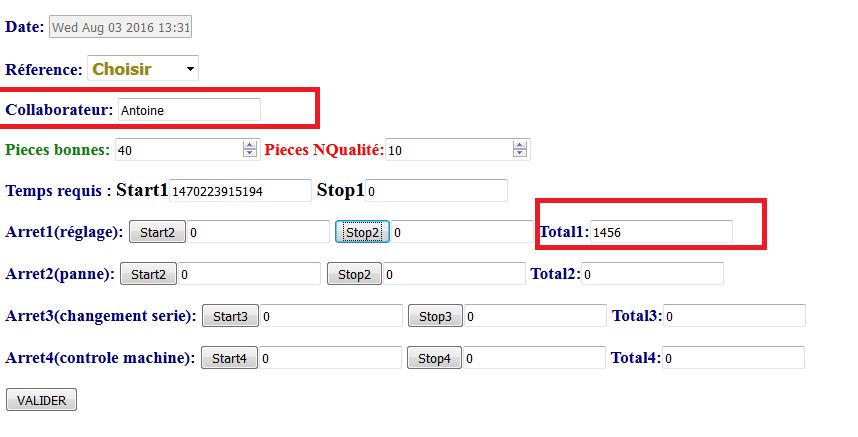 Date: Wed Aug 03 2016 13:31
Réference: Choisir
Collaborateur: Antoine
Pieces bonnes: 40 Pieces NQualité: 10
Temps requis : Start1 1470223915194 Stop1 0
Arret1(réglage): Start2 0 Stop2 0 Total1: 1456
Arret2(panne): Start2 0 Stop2 0 Total2: 0
Arret3(changement serie): Start3 0 Stop3 0 Total3: 0
Arret4(controle machine): Start4 0 Stop4 0 Total4: 0
VALIDER